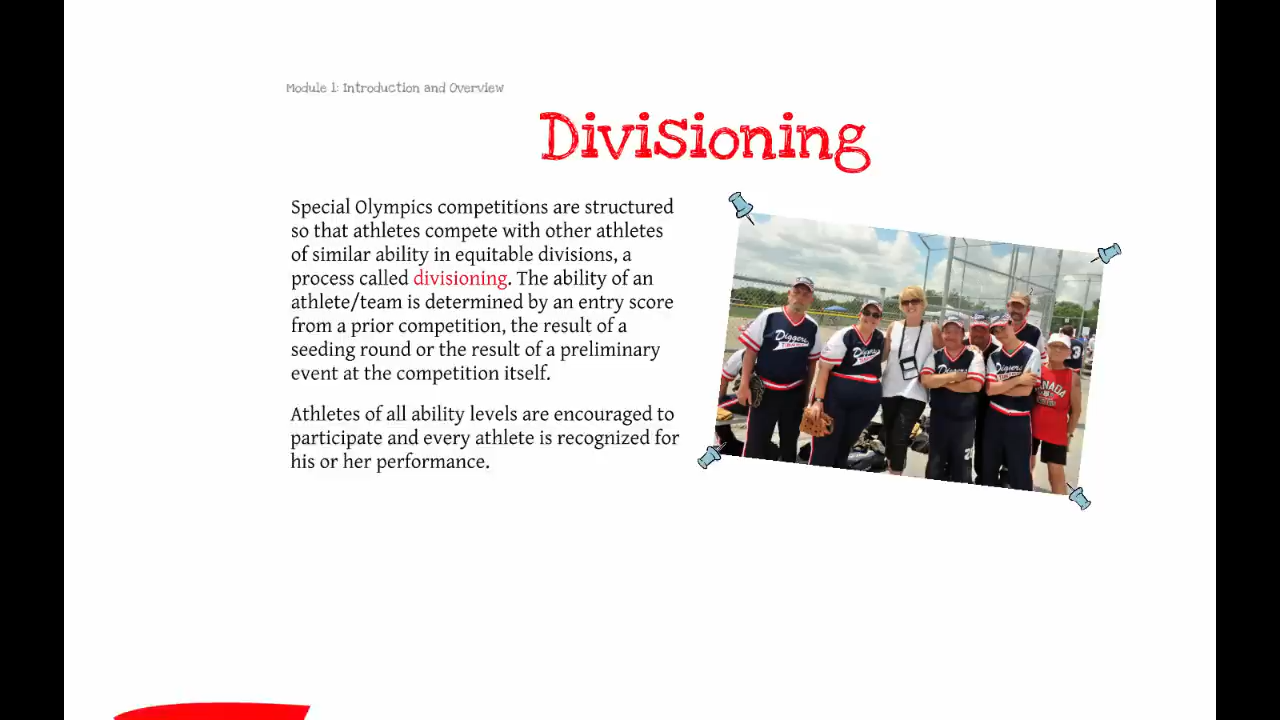 Module 1: Introduction and Overview
Divisioning
Special Olympics competitions are structured
so that athletes compete with other athletes
of similar ability in equitable divisions, a
process called divisioning. The ability of an
athlete/team is determined by an entry score
from a prior competition, the result of a
seeding round or the result of a preliminary
event at the competition itself.
Athletes of all ability levels are encouraged to
participate and every athlete is recognized for
his or her performance.
Diggers
Diggers
CANADA
3